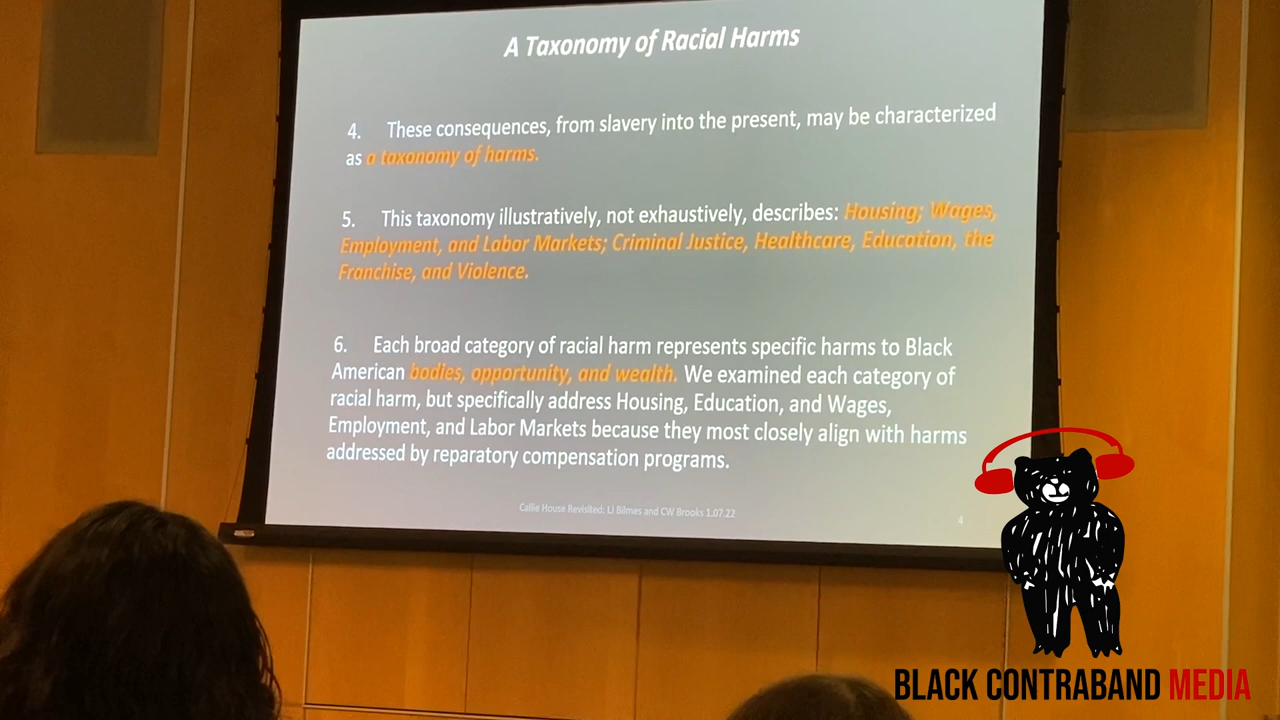 A Taxonomy of Racial Harms
4. These consequences, from slavery into the present, may be characterized
as a taxonomy of harms.
5. This taxonomy illustratively, not exhaustively, describes: Housing; Wages,
Employment, and Labor Markets; Criminal Justice, Healthcare, Education, the
Franchise, and Violence.
6. Each broad category of racial harm represents specific harms to Black
American bodies, opportunity, and wealth. We examined each category of
racial harm, but specifically address Housing, Education, and Wages,
Employment, and Labor Markets because they most closely align with harms
addressed by reparatory compensation programs.
Callie House Revisited: LJ Bilmes and CW Brooks 1.07.22
4
BLACK CONTRABAND MEDIA